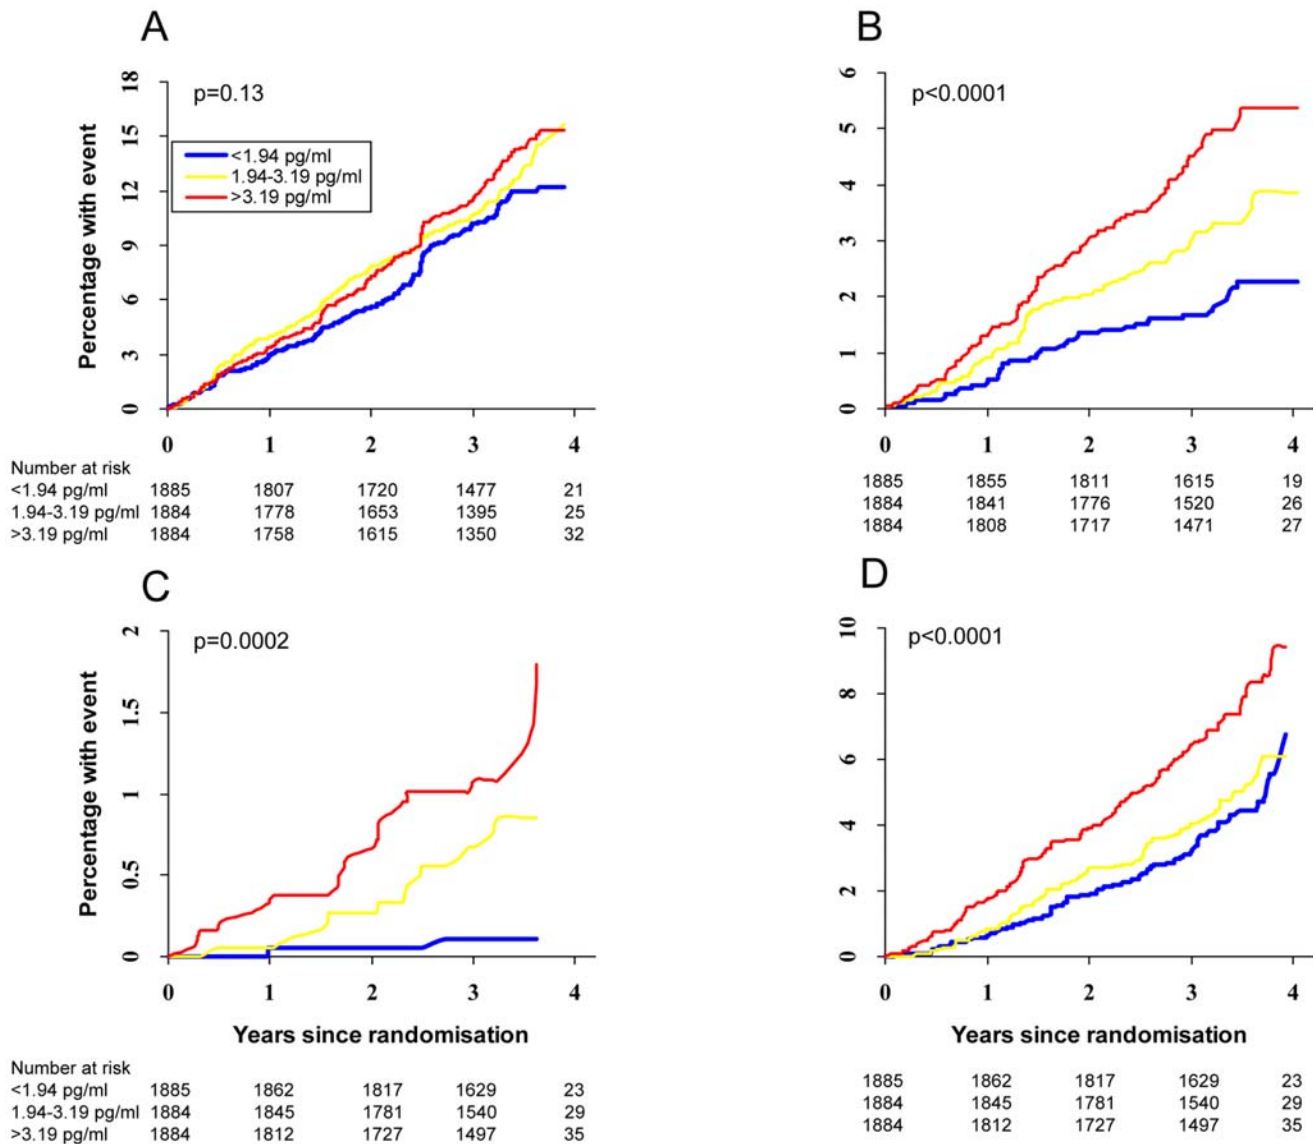 A
Percentage with event
18
15
12
9
6
3
0
p=0.13
<1.94 pg/ml
1.94-3.19 pg/ml
>3.19 pg/ml
0 1 2 3 4
Number at risk
<1.94 pg/ml 1885 1807 1720 1477 21
1.94-3.19 pg/ml 1884 1778 1653 1395 25
>3.19 pg/ml 1884 1758 1615 1350 32
B
6
5
4
3
2
1
0
p<0.0001
0 1 2 3 4
1885 1855 1811 1615 19
1884 1841 1776 1520 26
1884 1808 1717 1471 27
C
Percentage with event
2
1.5
1
0.5
0
p=0.0002
0 1 2 3 4
Years since randomisation
Number at risk
<1.94 pg/ml 1885 1862 1817 1629 23
1.94-3.19 pg/ml 1884 1845 1781 1540 29
>3.19 pg/ml 1884 1812 1727 1497 35
D
10
8
6
4
2
0
p<0.0001
0 1 2 3 4
Years since randomisation
1885 1862 1817 1629 23
1884 1845 1781 1540 29
1884 1812 1727 1497 35